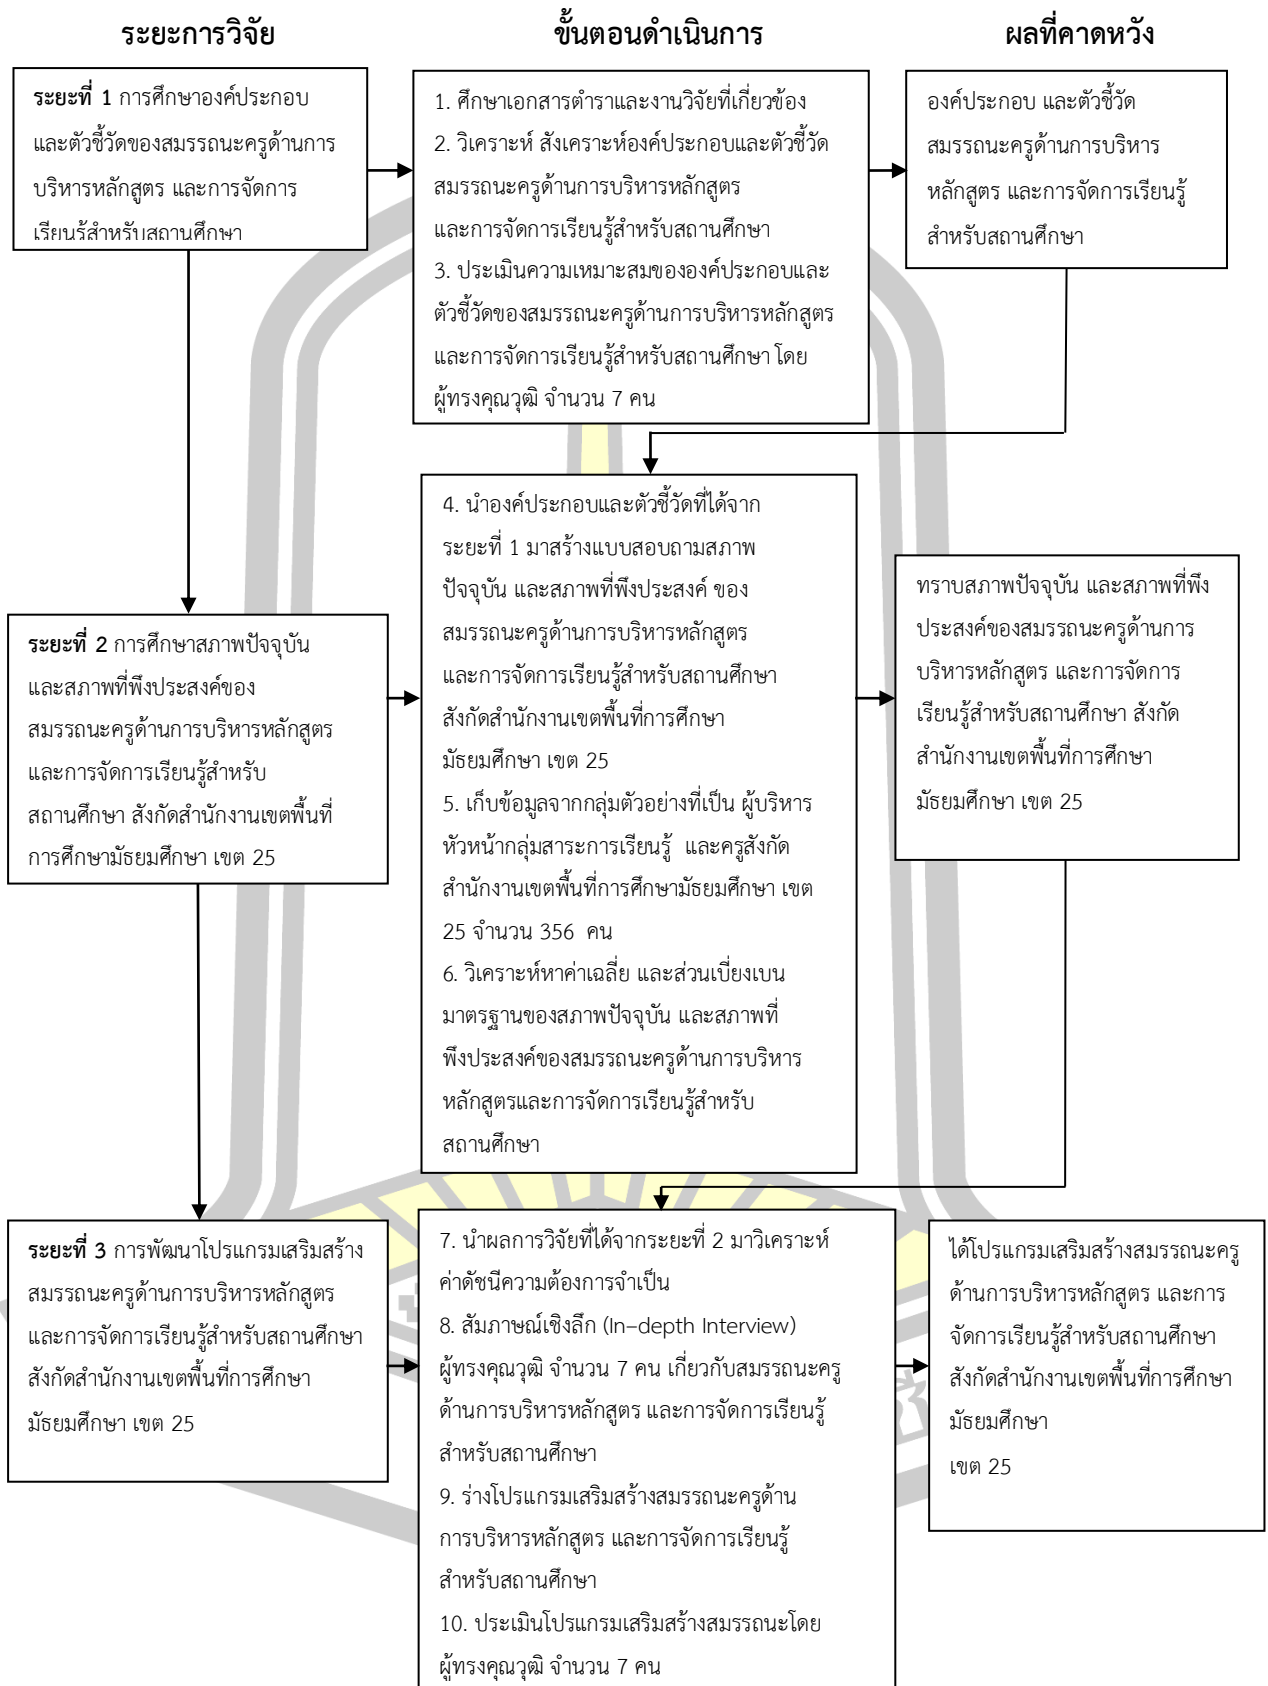 ระยะการวิจัย
ขั้นตอนดำเนินการ
ผลที่คาดหวัง
ระยะที่ 1 การศึกษาองค์ประกอบ
และตัวชี้วัดของสมรรถนะครูด้านการ
บริหารหลักสูตร และการจัดการ
เรียนรู้สำหรับสถานศึกษา
1. ศึกษาเอกสารตำราและงานวิจัยที่เกี่ยวข้อง
2. วิเคราะห์ สังเคราะห์องค์ประกอบและตัวชี้วัด
สมรรถนะครูด้านการบริหารหลักสูตร
และการจัดการเรียนรู้สำหรับสถานศึกษา
3. ประเมินความเหมาะสมขององค์ประกอบและ
ตัวชี้วัดของสมรรถนะครูด้านการบริหารหลักสูตร
และการจัดการเรียนรู้สำหรับสถานศึกษา โดย
ผู้ทรงคุณวุฒิ จำนวน 7 คน
องค์ประกอบ และตัวชี้วัด
สมรรถนะครูด้านการบริหาร
หลักสูตร และการจัดการเรียนรู้
สำหรับสถานศึกษา
ระยะที่ 2 การศึกษาสภาพปัจจุบัน
และสภาพที่พึงประสงค์ของ
สมรรถนะครูด้านการบริหารหลักสูตร
และการจัดการเรียนรู้สำหรับ
สถานศึกษา สังกัดสำนักงานเขตพื้นที่
การศึกษามัธยมศึกษา เขต 25
4. นำองค์ประกอบและตัวชี้วัดที่ได้จาก
ระยะที่ 1 มาสร้างแบบสอบถามสภาพ
ปัจจุบัน และสภาพที่พึงประสงค์ ของ
สมรรถนะครูด้านการบริหารหลักสูตร
และการจัดการเรียนรู้สำหรับสถานศึกษา
สังกัดสำนักงานเขตพื้นที่การศึกษา
มัธยมศึกษา เขต 25
5. เก็บข้อมูลจากกลุ่มตัวอย่างที่เป็น ผู้บริหาร
หัวหน้ากลุ่มสาระการเรียนรู้ และครูสังกัด
สำนักงานเขตพื้นที่การศึกษามัธยมศึกษา เขต
25 จำนวน 356 คน
6. วิเคราะห์หาค่าเฉลี่ย และส่วนเบี่ยงเบน
มาตรฐานของสภาพปัจจุบัน และสภาพที่
พึงประสงค์ของสมรรถนะครูด้านการบริหาร
หลักสูตรและการจัดการเรียนรู้สำหรับ
สถานศึกษา
ทราบสภาพปัจจุบัน และสภาพที่พึง
ประสงค์ของสมรรถนะครูด้านการ
บริหารหลักสูตร และการจัดการ
เรียนรู้สำหรับสถานศึกษา สังกัด
สำนักงานเขตพื้นที่การศึกษา
มัธยมศึกษา เขต 25
ระยะที่ 3 การพัฒนาโปรแกรมเสริมสร้าง
สมรรถนะครูด้านการบริหารหลักสูตร
และการจัดการเรียนรู้สำหรับสถานศึกษา
สังกัดสำนักงานเขตพื้นที่การศึกษา
มัธยมศึกษา เขต 25
7. นำผลการวิจัยที่ได้จากระยะที่ 2 มาวิเคราะห์
ค่าดัชนีความต้องการจำเป็น
8. สัมภาษณ์เชิงลึก (In–depth Interview)
ผู้ทรงคุณวุฒิ จำนวน 7 คน เกี่ยวกับสมรรถนะครู
ด้านการบริหารหลักสูตร และการจัดการเรียนรู้
สำหรับสถานศึกษา
9. ร่างโปรแกรมเสริมสร้างสมรรถนะครูด้าน
การบริหารหลักสูตร และการจัดการเรียนรู้
สำหรับสถานศึกษา
10. ประเมินโปรแกรมเสริมสร้างสมรรถนะโดย
ผู้ทรงคุณวุฒิ จำนวน 7 คน
ได้โปรแกรมเสริมสร้างสมรรถนะครู
ด้านการบริหารหลักสูตร และการ
จัดการเรียนรู้สำหรับสถานศึกษา
สังกัดสำนักงานเขตพื้นที่การศึกษา
มัธยมศึกษา
เขต 25